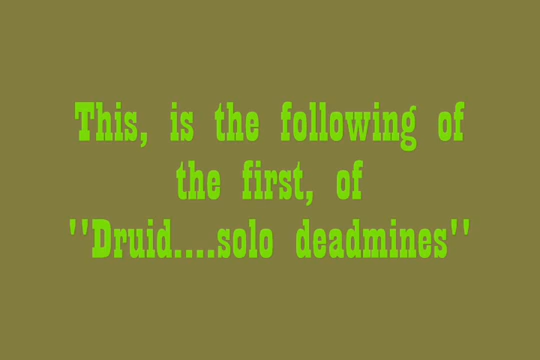 This, is the following of
the first, of
"Druid....solo deadmines"